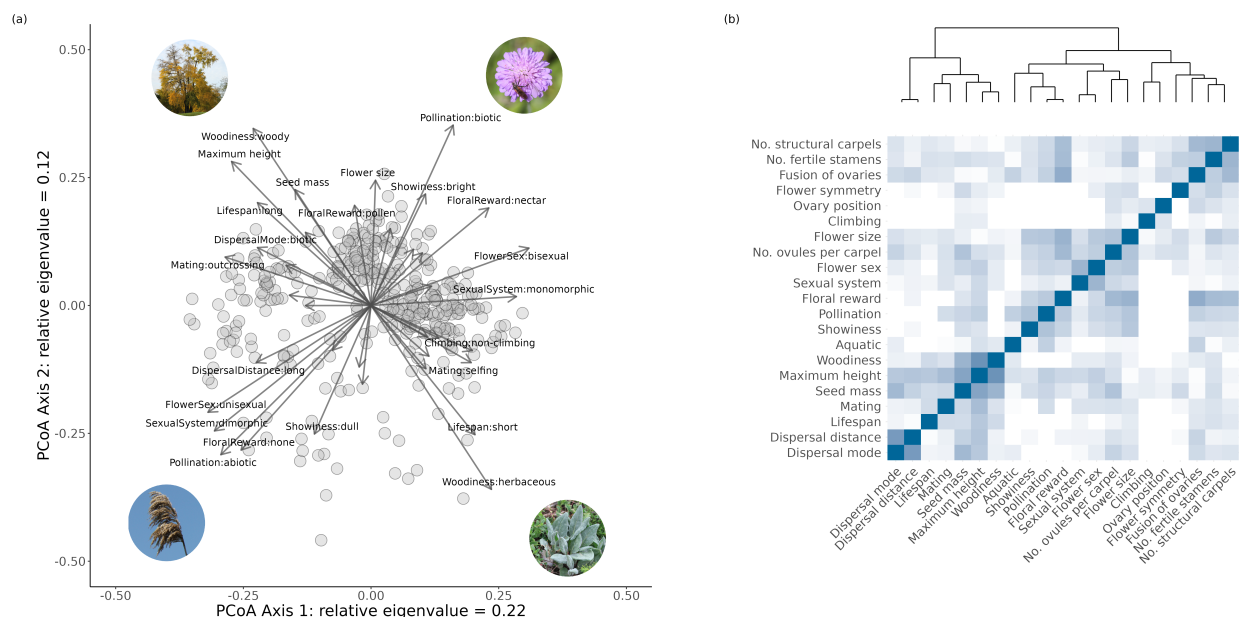 (a)
0.50
0.25
0.00
-0.25
-0.50
-0.50
-0.25
0.00
0.25
0.50
PCoA Axis 2: relative eigenvalue = 0.12
PCoA Axis 1: relative eigenvalue = 0.22
Pollination:biotic
Woodiness:woody
Maximum height
Flower size
Seed mass
Showiness:bright
FloralReward:nectar
Lifespan:long
FloralReward:pollen
DispersalMode:biotic
FlowerSex:bisexual
Mating:outcrossing
SexualSystem:monomorphic
Climbing:non-climbing
DispersalDistance:long
Mating:selfing
FlowerSex:unisexual
SexualSystem:dimorphic
Showiness:dull
Lifespan:short
FloralReward:none
Pollination:abiotic
Woodiness:herbaceous
(b)
No. structural carpels
No. fertile stamens
Fusion of ovaries
Flower symmetry
Ovary position
Climbing
Flower size
No. ovules per carpel
Flower sex
Sexual system
Floral reward
Pollination
Showiness
Aquatic
Woodiness
Maximum height
Seed mass
Mating
Lifespan
Dispersal distance
Dispersal mode
Dispersal mode
Dispersal distance
Lifespan
Mating
Seed mass
Maximum height
Woodiness
Aquatic
Showiness
Pollination
Floral reward
Sexual system
Flower sex
No. ovules per carpel
Flower size
Climbing
Ovary position
Flower symmetry
Fusion of ovaries
No. fertile stamens
No. structural carpels